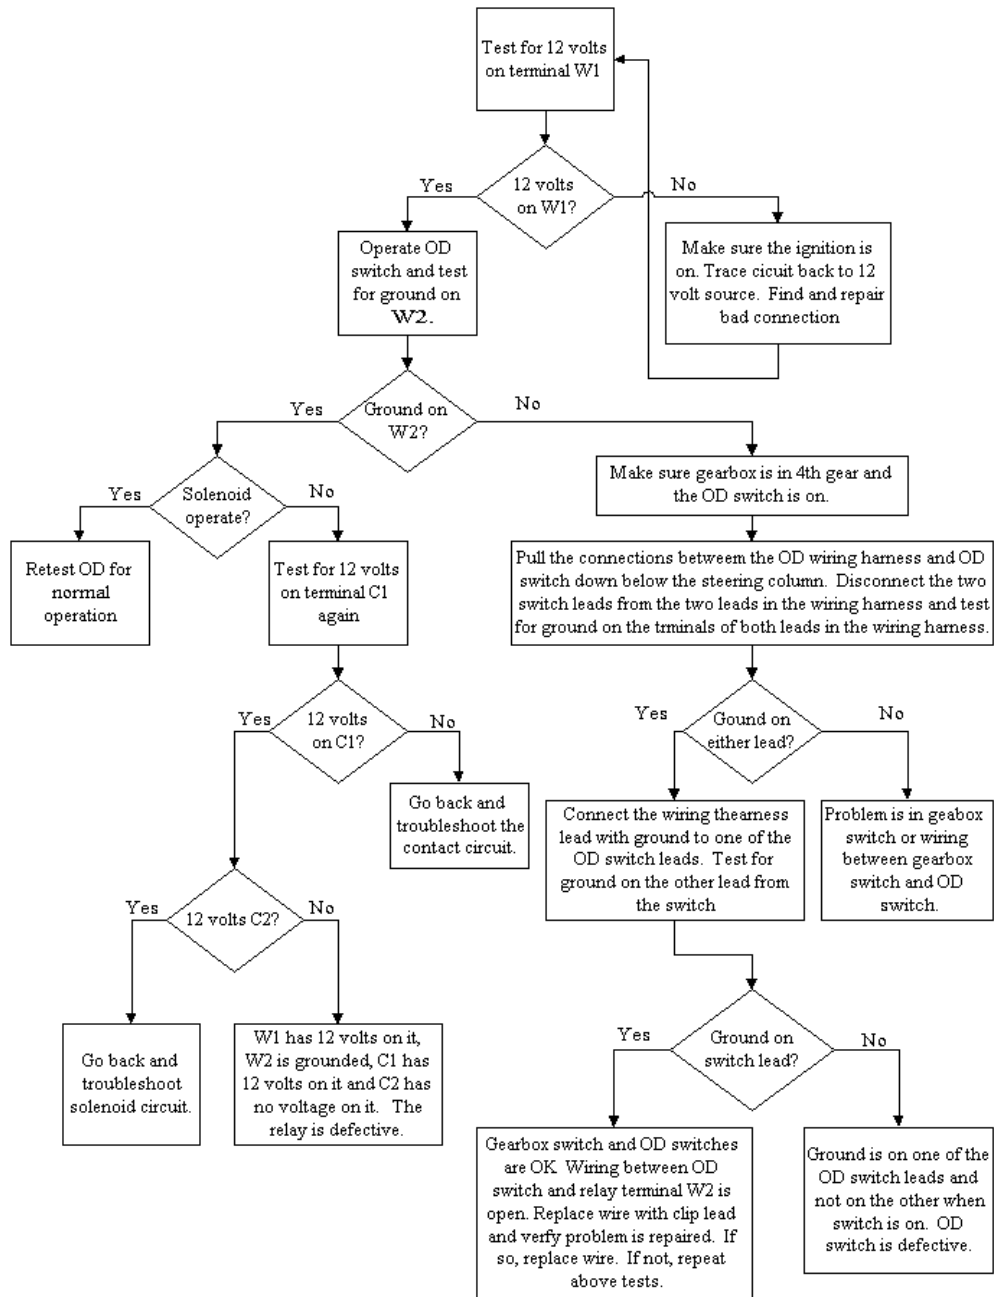 Test for 12 volts
on terminal W1
Yes
12 volts
on W1?
No
Operate OD
switch and test
for ground on
W2.
Make sure the ignition is
on. Trace cicuit back to 12
volt source. Find and repair
bad connection
Yes
Ground on
W2?
No
Yes
Solenoid
operate?
No
Make sure gearbox is in 4th gear and
the OD switch is on.
Retest OD for
normal
operation
Test for 12 volts
on terminal C1
again
Pull the connections betweem the OD wiring harness and OD
switch down below the steering column. Disconnect the two
switch leads from the two leads in the wiring harness and test
for ground on the trminals of both leads in the wiring harness.
Yes
12 volts
on C1?
No
Yes
Gound on
either lead?
No
Go back and
troubleshoot the
contact circuit.
Connect the wiring thearness
lead with ground to one of the
OD switch leads. Test for
ground on the other lead from
the switch
Problem is in geabox
switch or wiring
between gearbox
switch and OD
switch.
Yes
12 volts C2?
No
Go back and
troubleshoot
solenoid circuit.
W1 has 12 volts on it,
W2 is grounded, C1 has
12 volts on it and C2 has
no voltage on it. The
relay is defective.
Yes
Ground on
switch lead?
No
Gearbox switch and OD switches
are OK. Wiring between OD
switch and relay terminal W2 is
open. Replace wire with clip lead
and verfy problem is repaired. If
so, replace wire. If not, repeat
above tests.
Ground is on one of the
OD switch leads and
not on the other when
switch is on. OD
switch is defective.